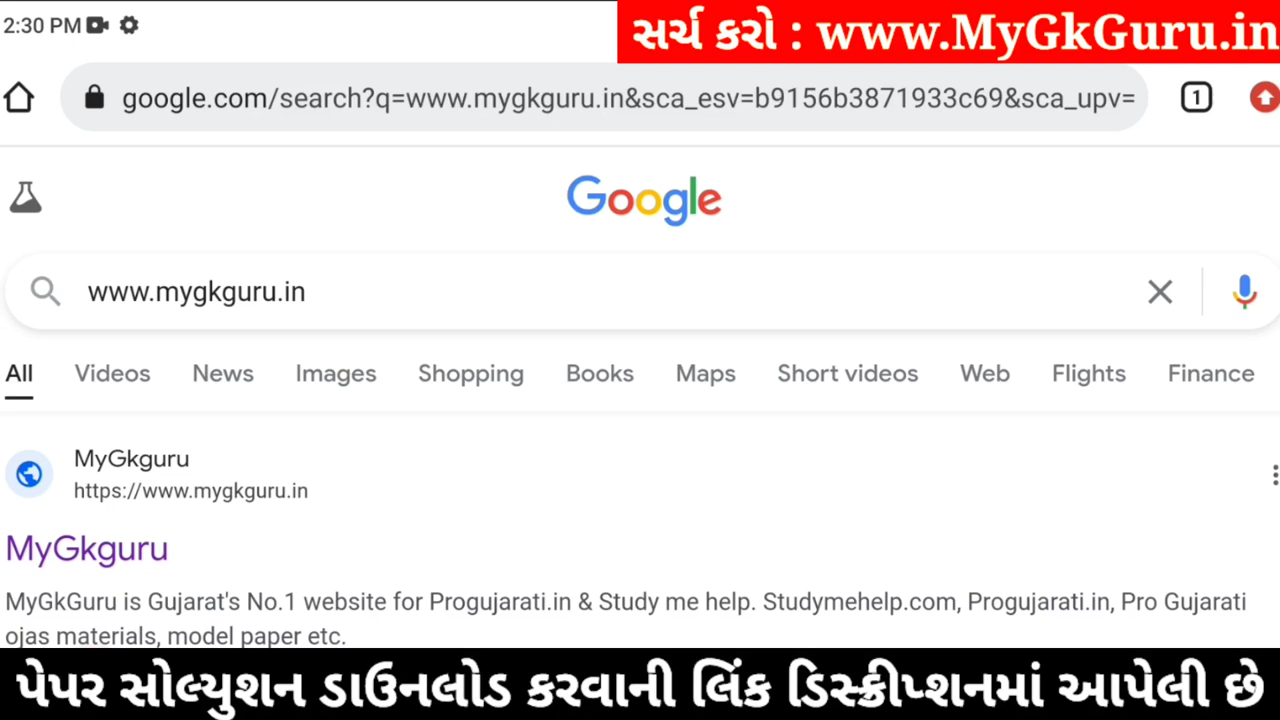 2:30 PM
સર્ચ કરો : www.MyGkGuru.in
google.com/search?q=www.mygkguru.in&sca_esv=b9156b3871933c69&sca_upv=
1
Google
www.mygkguru.in
All Videos News Images Shopping Books Maps Short videos Web Flights Finance
MyGkguru
https://www.mygkguru.in
MyGkguru
MyGkGuru is Gujarat's No.1 website for Progujarati.in & Study me help. Studymehelp.com, Progujarati.in, Pro Gujarati
ojas materials, model paper etc.
પેપર સોલ્યુશન ડાઉનલોડ કરવાની લિંક ડિસ્ક્રીપ્શનમાં આપેલી છે